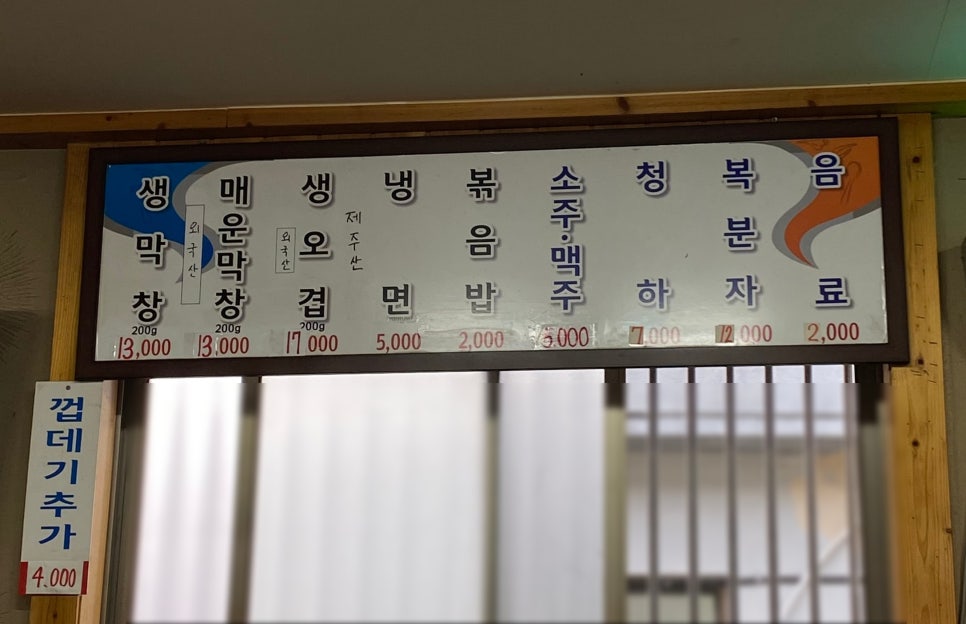 생막창
200g
13,000
외국산
매운막창
200g
13,000
외국산
생오겹
200g
17 000
제주산
냉면
5,000
볶음밥
2,000
소주·맥주
5,000
청하
7,000
복분자
12,000
음료
2,000
껍데기추가
4,000